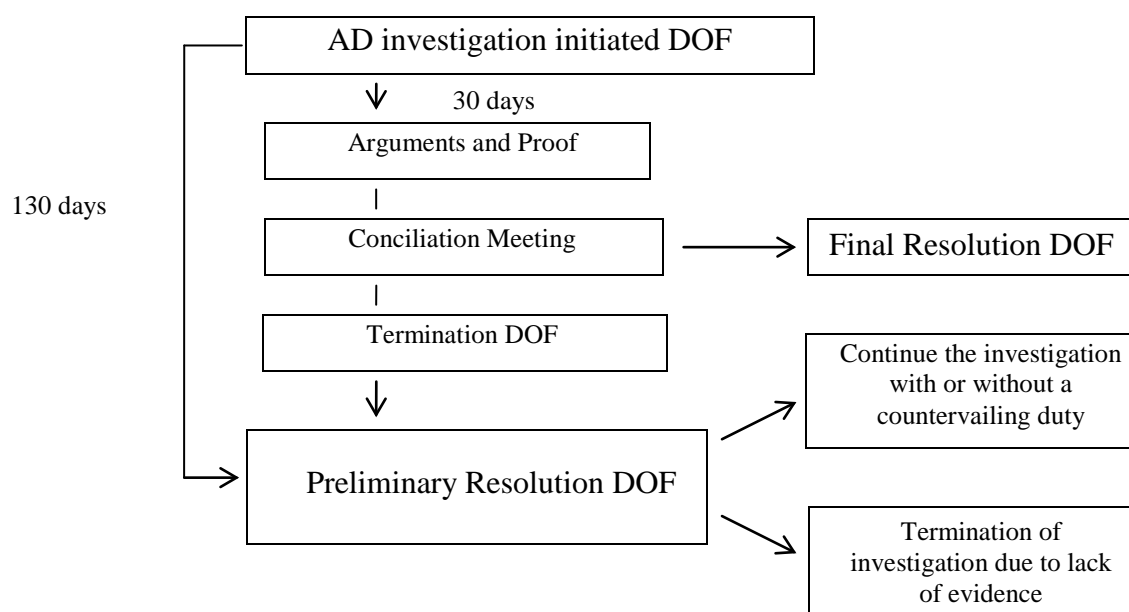 AD investigation initiated DOF
30 days
Arguments and Proof
130 days
Conciliation Meeting
Final Resolution DOF
Termination DOF
Continue the investigation
with or without a
countervailing duty
Preliminary Resolution DOF
Termination of
investigation due to lack
of evidence